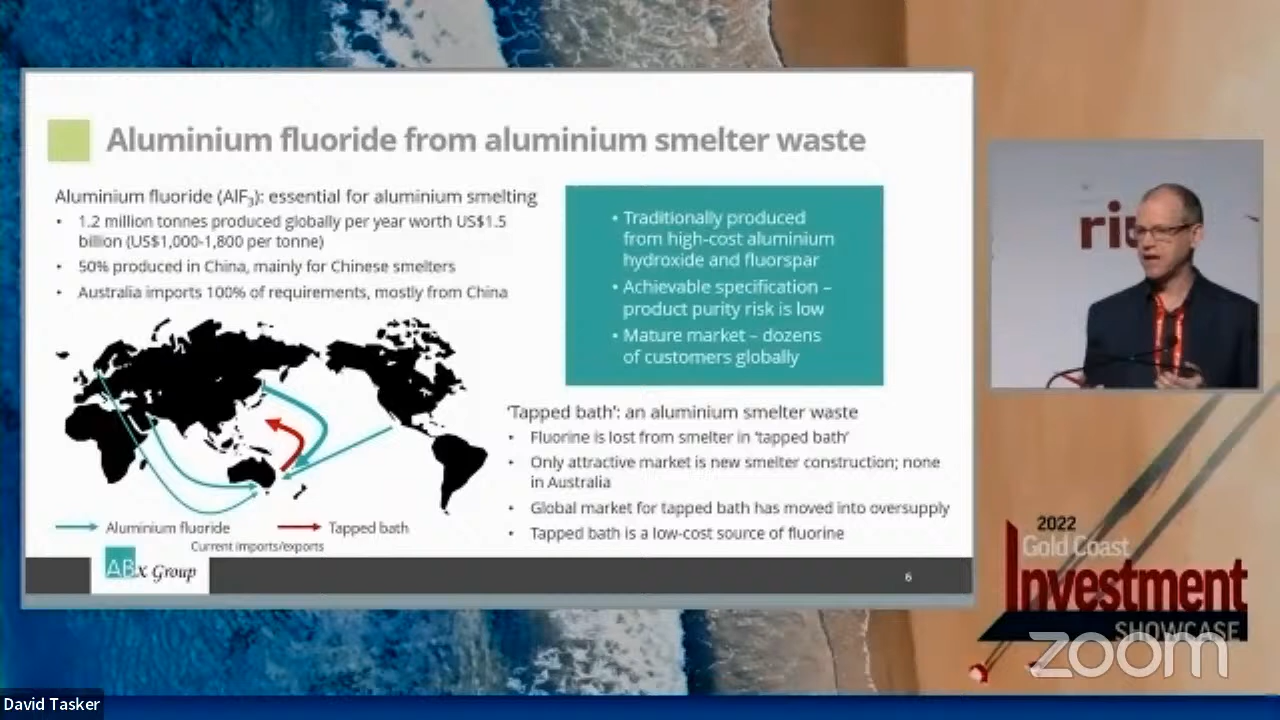 Aluminium fluoride from aluminium smelter waste
Aluminium fluoride (AlF3): essential for aluminium smelting
• 1.2 million tonnes produced globally per year worth US$1.5
billion (US$1,000-1,800 per tonne)
• 50% produced in China, mainly for Chinese smelters
• Australia imports 100% of requirements, mostly from China
• Traditionally produced
from high-cost aluminium
hydroxide and fluorspar
• Achievable specification –
product purity risk is low
• Mature market – dozens
of customers globally
'Tapped bath': an aluminium smelter waste
• Fluorine is lost from smelter in 'tapped bath'
• Only attractive market is new smelter construction; none
in Australia
• Global market for tapped bath has moved into oversupply
• Tapped bath is a low-cost source of fluorine
Aluminium fluoride
Tapped bath
Current imports/exports
ABx Group
6
2022
Gold Coast
Investment
SHOWCASE
zoom
David Tasker